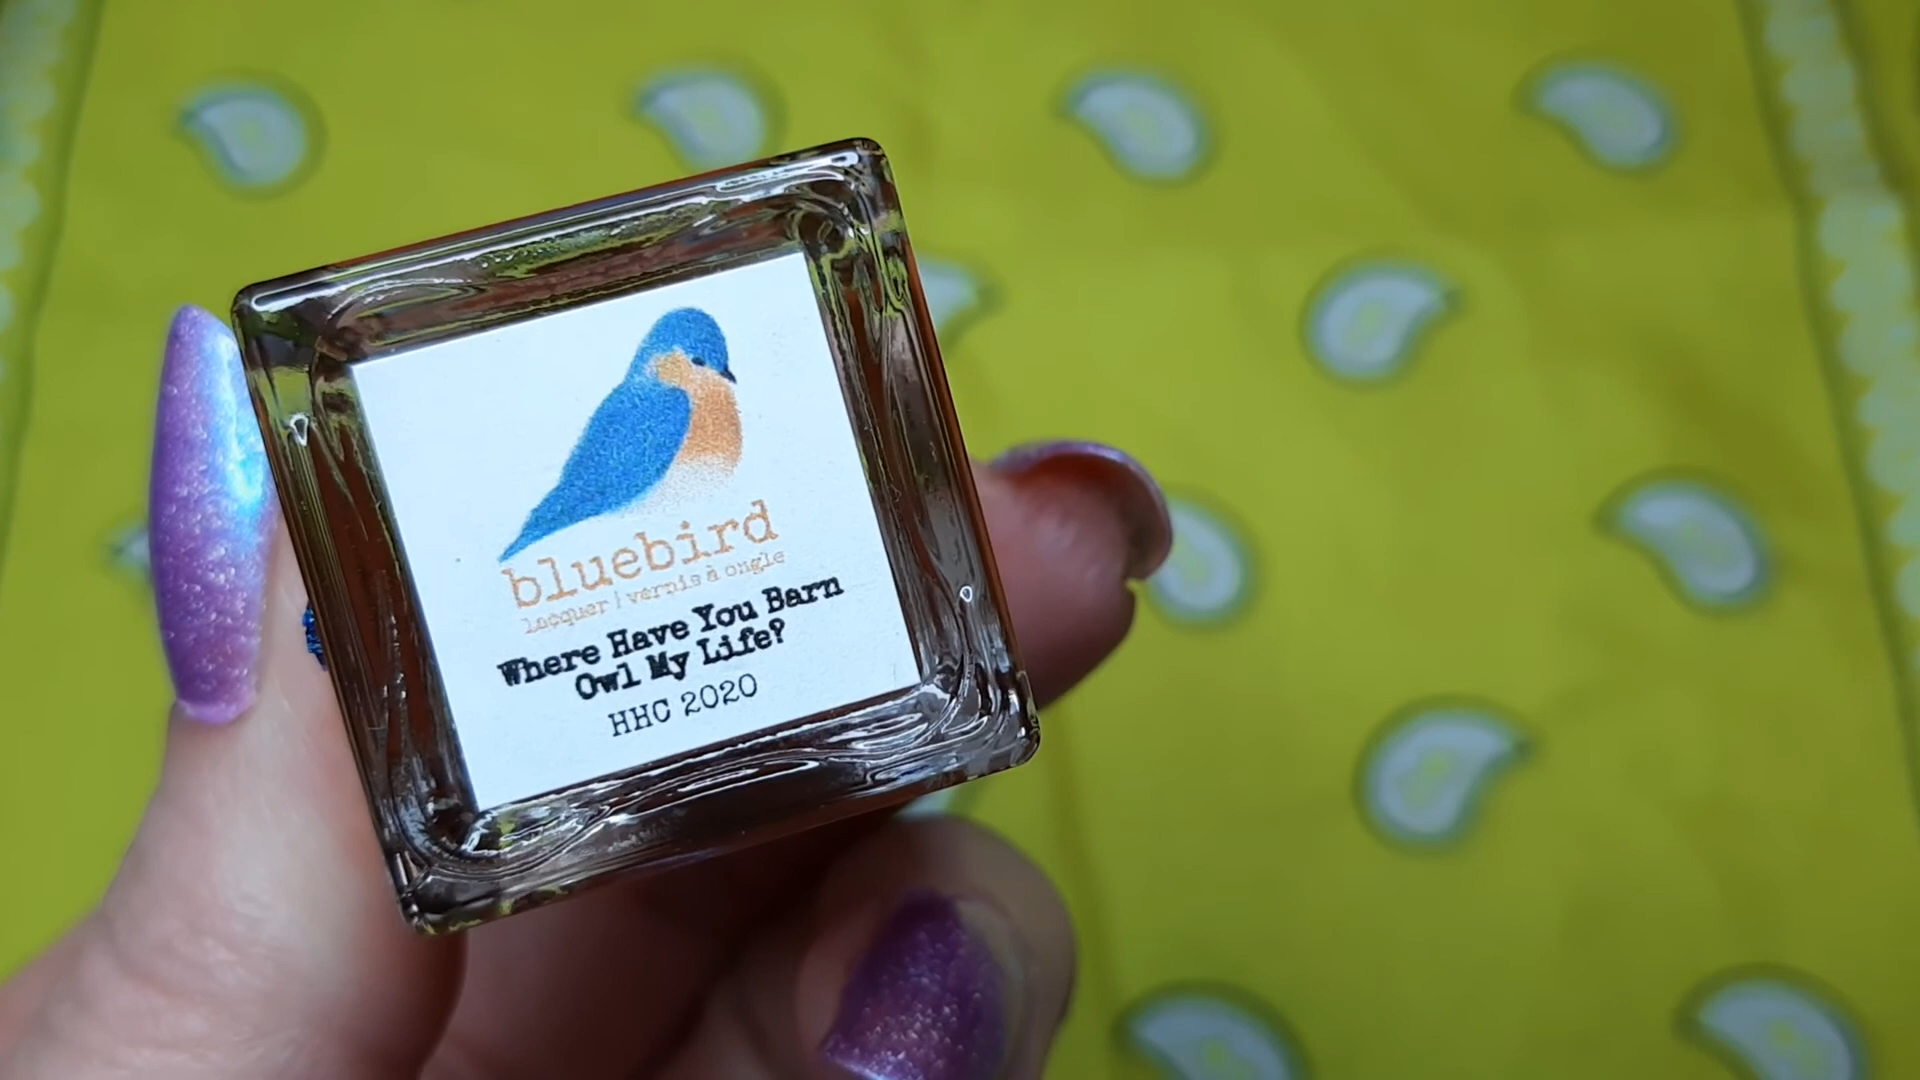 bluebird
lacquer | vernis à ongle
Where Have You Barn
Owl My Life?
HHC 2020